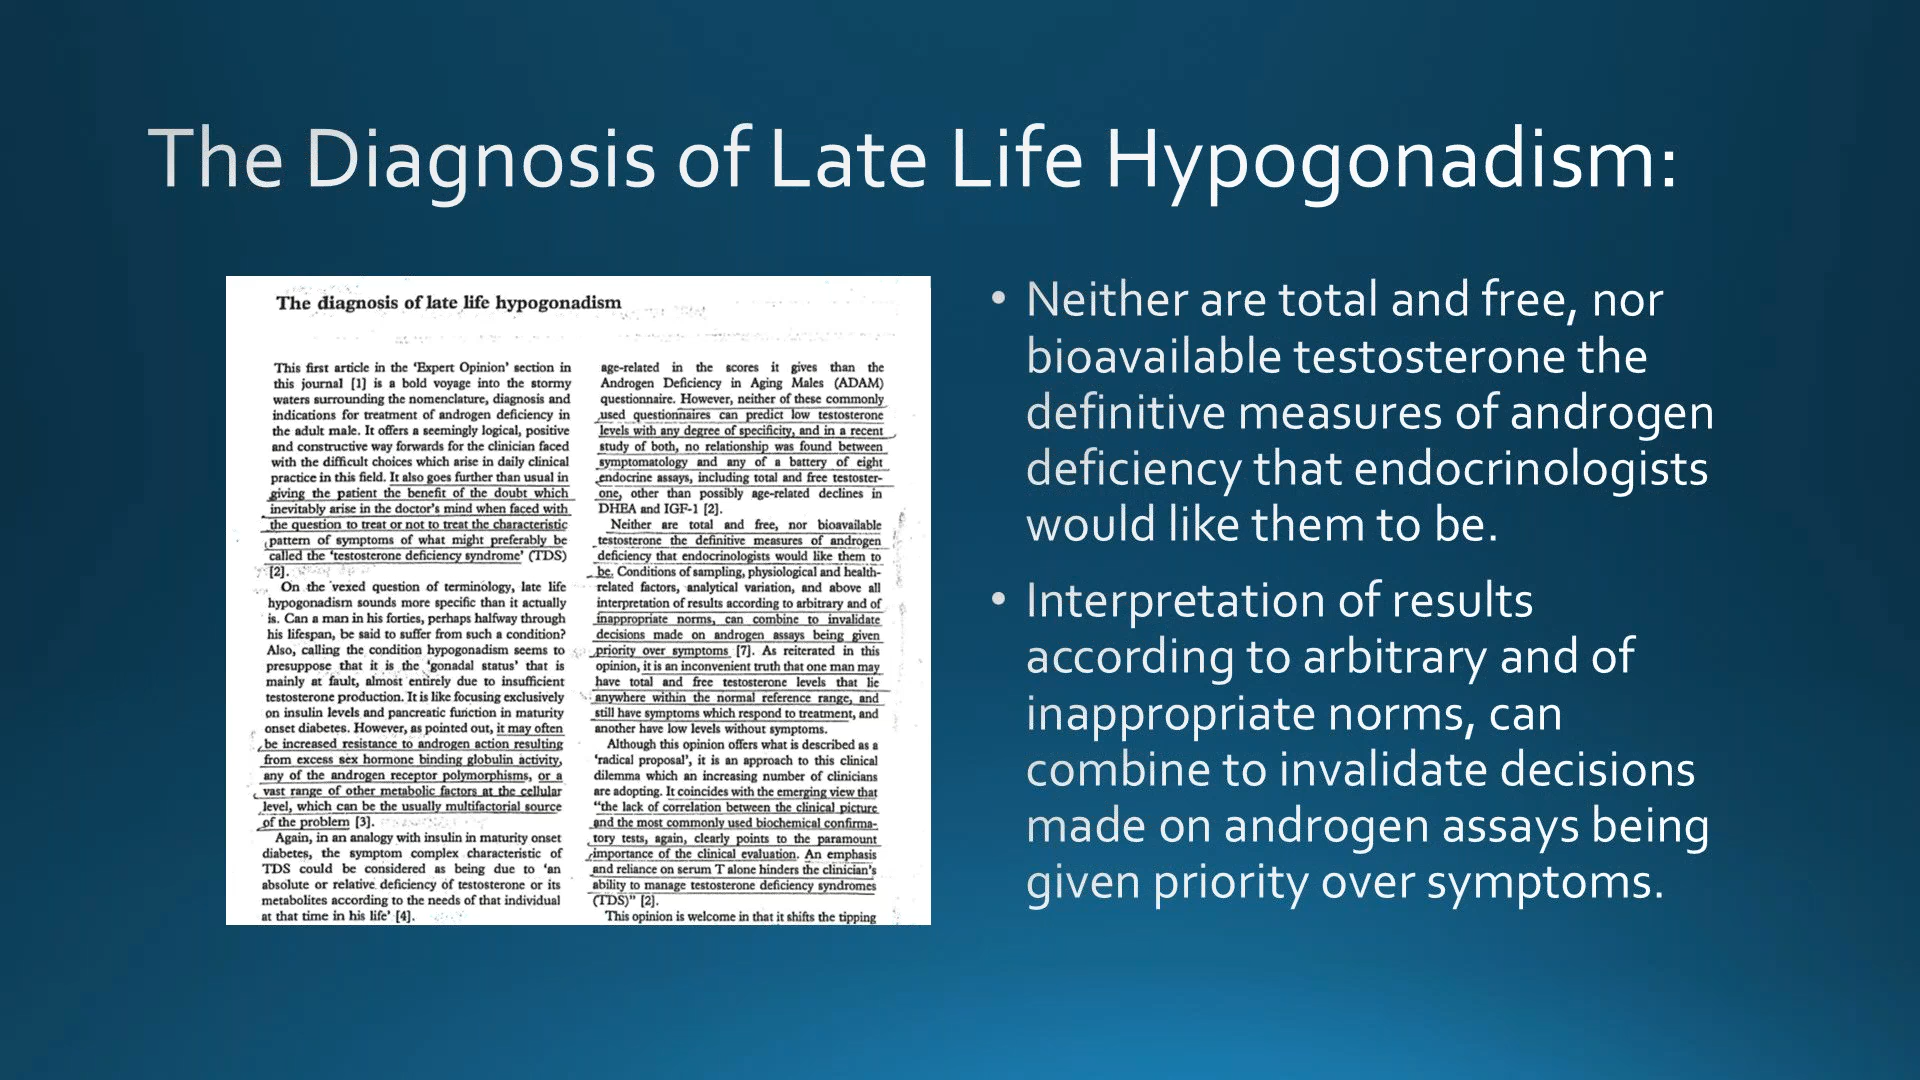 The Diagnosis of Late Life Hypogonadism:
The diagnosis of late life hypogonadism
This first article in the ‘Expert Opinion’ section in
this journal [1] is a bold voyage into the stormy
waters surrounding the nomenclature, diagnosis and
indications for treatment of androgen deficiency in
the adult male. It offers a seemingly logical, positive
and constructive way forwards for the clinician faced
with the difficult choices which arise in daily clinical
practice in this field. It also goes further than usual in
giving the patient the benefit of the doubt which
inevitably arise in the doctor’s mind when faced with
the question to treat or not to treat the characteristic
pattern of symptoms of what might preferably be
called the ‘testosterone deficiency syndrome’ (TDS)
[2].
On the vexed question of terminology, late life
hypogonadism sounds more specific than it actually
is. Can a man in his forties, perhaps halfway through
his lifespan, be said to suffer from such a condition?
Also, calling the condition hypogonadism seems to
presuppose that it is the ‘gonadal status’ that is
mainly at fault, almost entirely due to insufficient
testosterone production. It is like focusing exclusively
on insulin levels and pancreatic function in maturity
onset diabetes. However, as pointed out, it may often
be increased resistance to androgen action resulting
from excess sex hormone binding globulin activity,
any of the androgen receptor polymorphisms, or a
vast range of other metabolic factors at the cellular
level, which can be the usually multifactorial source
of the problem [3].
Again, in an analogy with insulin in maturity onset
diabetes, the symptom complex characteristic of
TDS could be considered as being due to ‘an
absolute or relative deficiency of testosterone or its
metabolites according to the needs of that individual
at that time in his life’ [4].
age-related in the scores it gives than the
Androgen Deficiency in Aging Males (ADAM)
questionnaire. However, neither of these commonly
used questionnaires can predict low testosterone
levels with any degree of specificity, and in a recent
study of both, no relationship was found between
symptomatology and any of a battery of eight
endocrine assays, including total and free testoster-
one, other than possibly age-related declines in
DHEA and IGF-1 [2].
Neither are total and free, nor bioavailable
testosterone the definitive measures of androgen
deficiency that endocrinologists would like them to
be. Conditions of sampling, physiological and health-
related factors, analytical variation, and above all
interpretation of results according to arbitrary and of
inappropriate norms, can combine to invalidate
decisions made on androgen assays being given
priority over symptoms [7]. As reiterated in this
opinion, it is an inconvenient truth that one man may
have total and free testosterone levels that lie
anywhere within the normal reference range, and
still have symptoms which respond to treatment, and
another have low levels without symptoms.
Although this opinion offers what is described as a
‘radical proposal’, it is an approach to this clinical
dilemma which an increasing number of clinicians
are adopting. It coincides with the emerging view that
“the lack of correlation between the clinical picture
and the most commonly used biochemical confirma-
tory tests, again, clearly points to the paramount
importance of the clinical evaluation. An emphasis
and reliance on serum T alone hinders the clinician’s
ability to manage testosterone deficiency syndromes
(TDS)” [2].
This opinion is welcome in that it shifts the tipping
• Neither are total and free, nor
bioavailable testosterone the
definitive measures of androgen
deficiency that endocrinologists
would like them to be.
• Interpretation of results
according to arbitrary and of
inappropriate norms, can
combine to invalidate decisions
made on androgen assays being
given priority over symptoms.